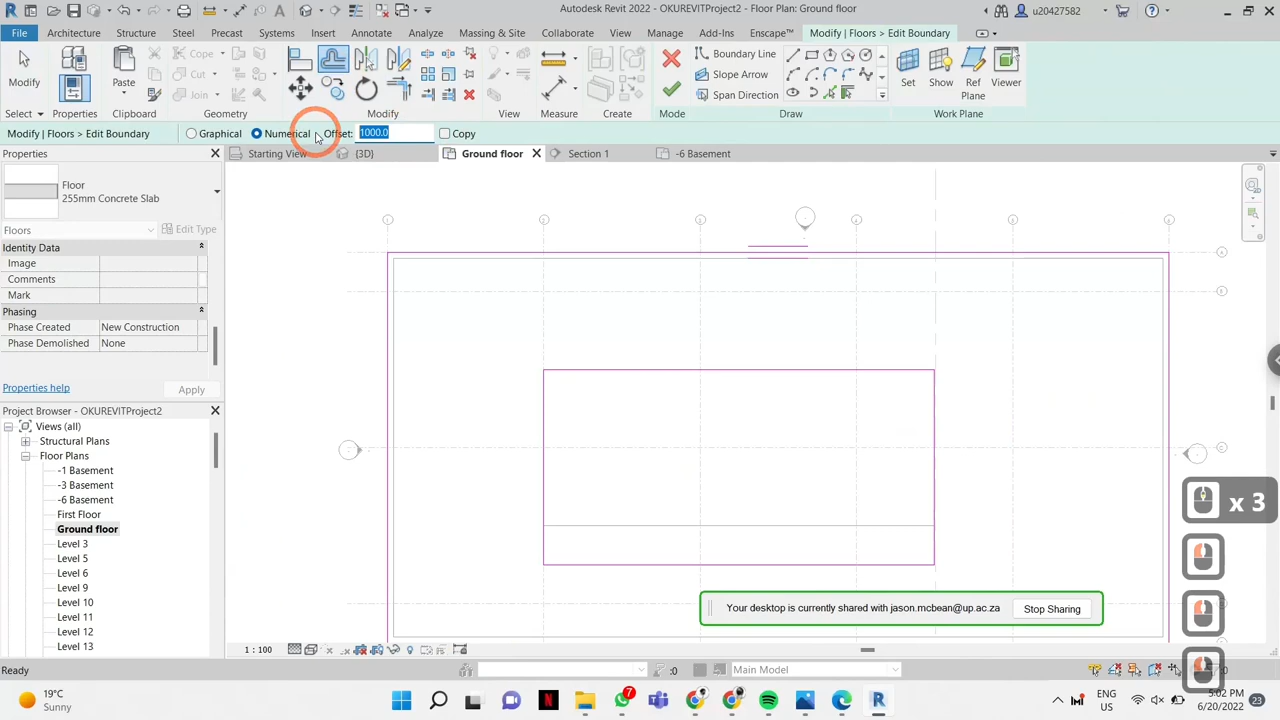 Autodesk Revit 2022 - OKUREVITProject2 - Floor Plan: Ground floor
u20427582
File Architecture Structure Steel Precast Systems Insert Annotate Analyze Massing & Site Collaborate View Manage Add-Ins Enscape™ Modify | Floors > Edit Boundary
Modify Paste Cope Cut Join Boundary Line Slope Arrow Span Direction Set Show Ref Plane Viewer
Select Properties Clipboard Geometry Modify View Measure Create Mode Draw Work Plane
Modify | Floors > Edit Boundary Graphical Numerical Offset: 1000.0 Copy
Properties
Starting View {3D} Ground floor Section 1 -6 Basement
Floor
255mm Concrete Slab
Floors Edit Type
Identity Data
Image
Comments
Mark
Phasing
Phase Created New Construction
Phase Demolished None
Properties help Apply
Project Browser - OKUREVITProject2
Views (all)
Structural Plans
Floor Plans
-1 Basement
-3 Basement
-6 Basement
First Floor
Ground floor
Level 3
Level 5
Level 6
Level 9
Level 10
Level 11
Level 12
Level 13
x 3
Your desktop is currently shared with jason.mcbean@up.ac.za Stop Sharing
1 : 100
Ready
:0 Main Model
19°C
Sunny
7
ENG
US
5:02 PM
6/20/2022
23